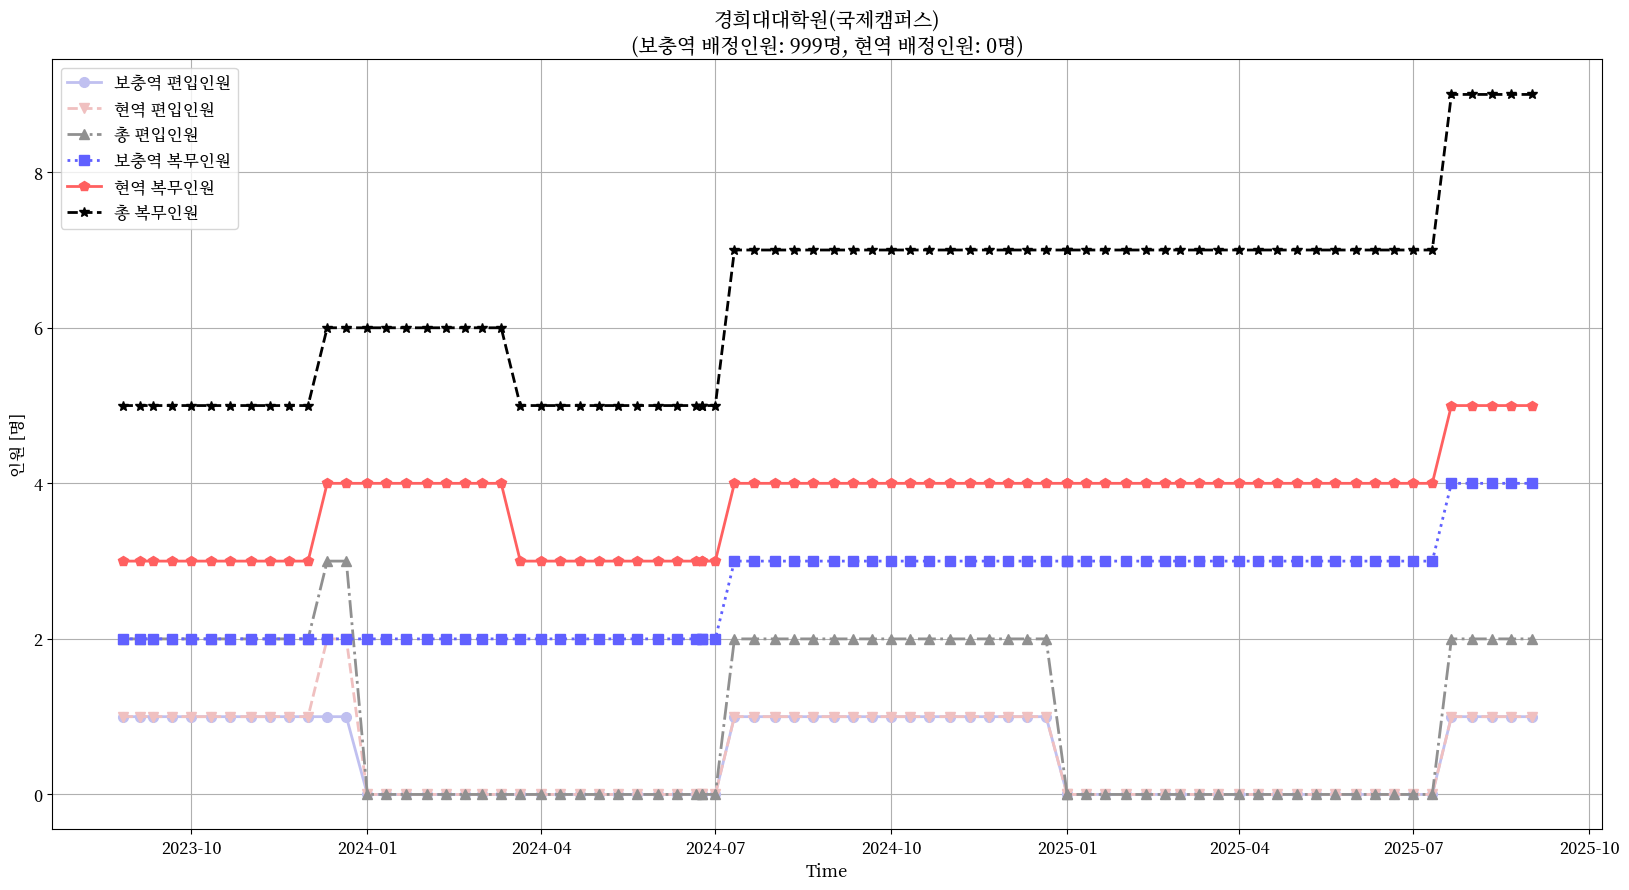 경희대대학원(국제캠퍼스)
(보충역 배정인원: 999명, 현역 배정인원: 0명)
보충역 편입인원
현역 편입인원
총 편입인원
보충역 복무인원
현역 복무인원
총 복무인원
8
6
4
2
0
인원 [명]
2023-10
2024-01
2024-04
2024-07
2024-10
2025-01
2025-04
2025-07
2025-10
Time